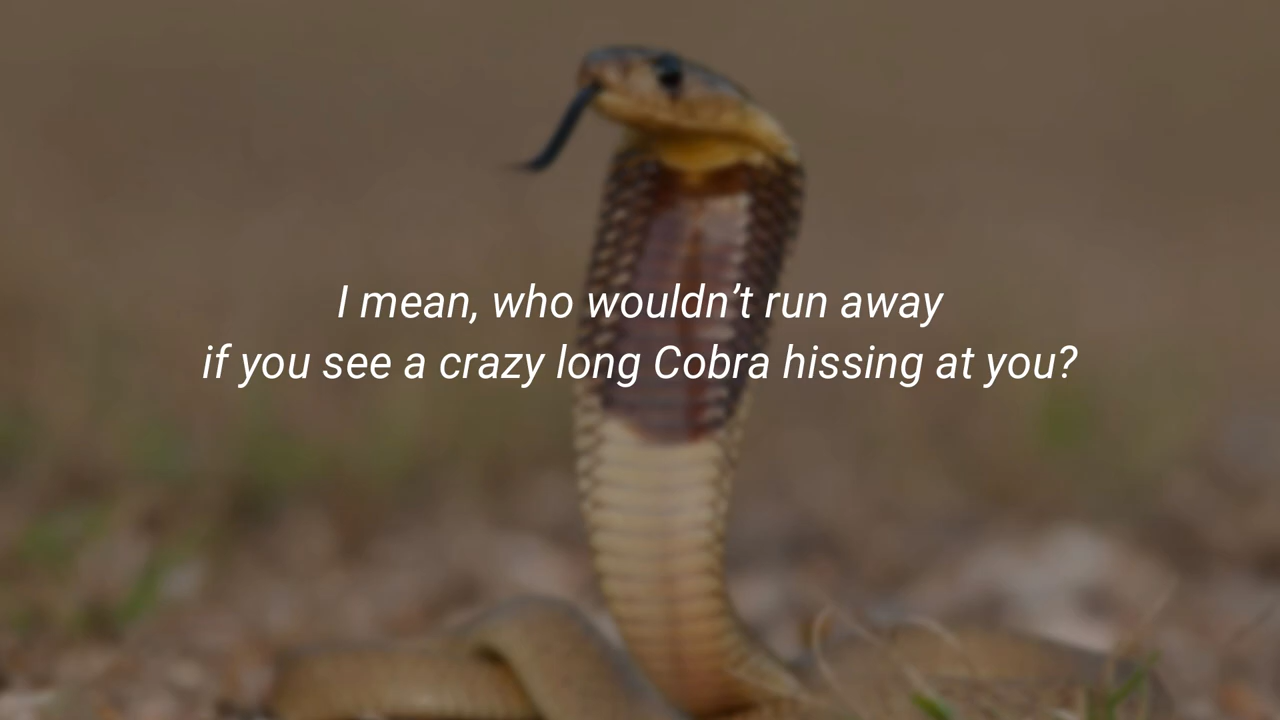 I mean, who wouldn’t run away
if you see a crazy long Cobra hissing at you?